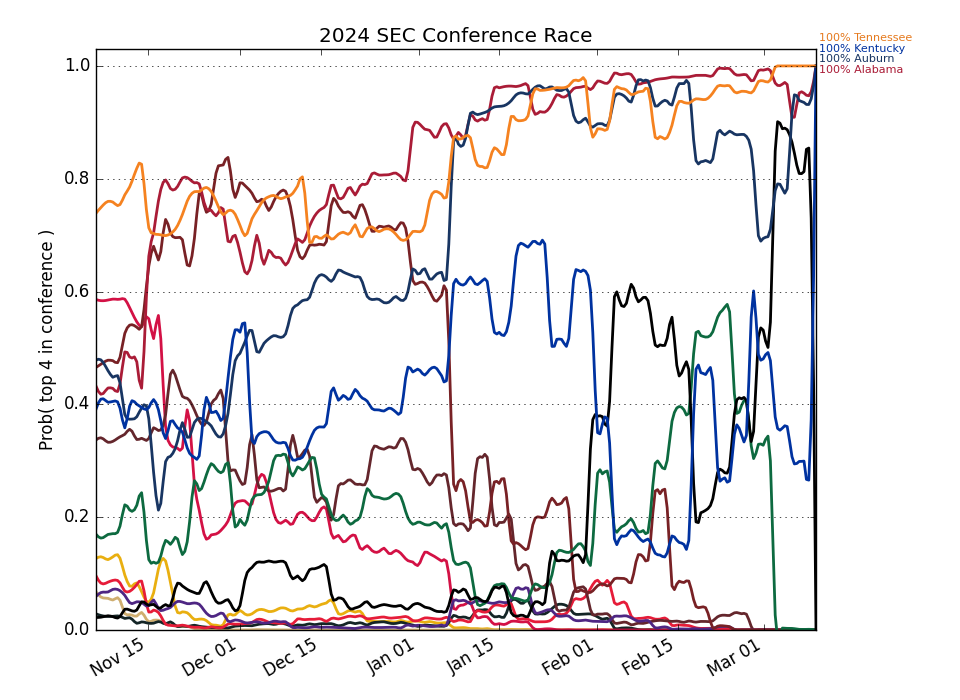 2024 SEC Conference Race
100% Tennessee
100% Kentucky
100% Auburn
100% Alabama
Prob( top 4 in conference )
1.0
0.8
0.6
0.4
0.2
0.0
Nov 15
Dec 01
Dec 15
Jan 01
Jan 15
Feb 01
Feb 15
Mar 01